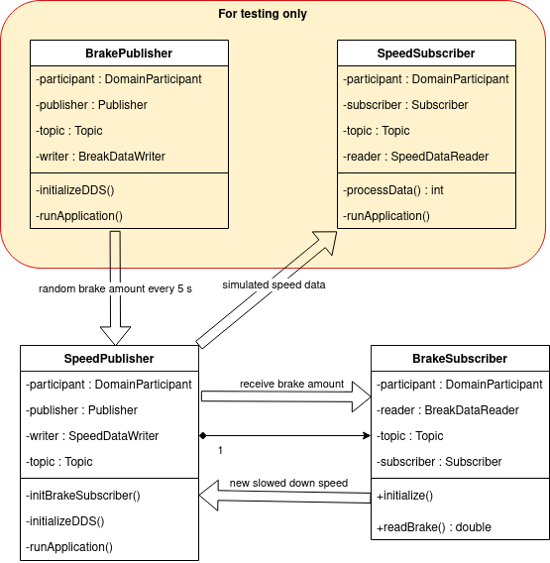 For testing only
BrakePublisher
-participant : DomainParticipant
-publisher : Publisher
-topic : Topic
-writer : BreakDataWriter
-initializeDDS()
-runApplication()
SpeedSubscriber
-participant : DomainParticipant
-subscriber : Subscriber
-topic : Topic
-reader : SpeedDataReader
-processData() : int
-runApplication()
random brake amount every 5 s
simulated speed data
SpeedPublisher
-participant : DomainParticipant
-publisher : Publisher
-writer : SpeedDataWriter
-topic : Topic
-initBrakeSubscriber()
-initializeDDS()
-runApplication()
receive brake amount
1
new slowed down speed
BrakeSubscriber
-participant : DomainParticipant
-reader : BreakDataReader
-topic : Topic
-subscriber : Subscriber
+initialize()
+readBrake() : double